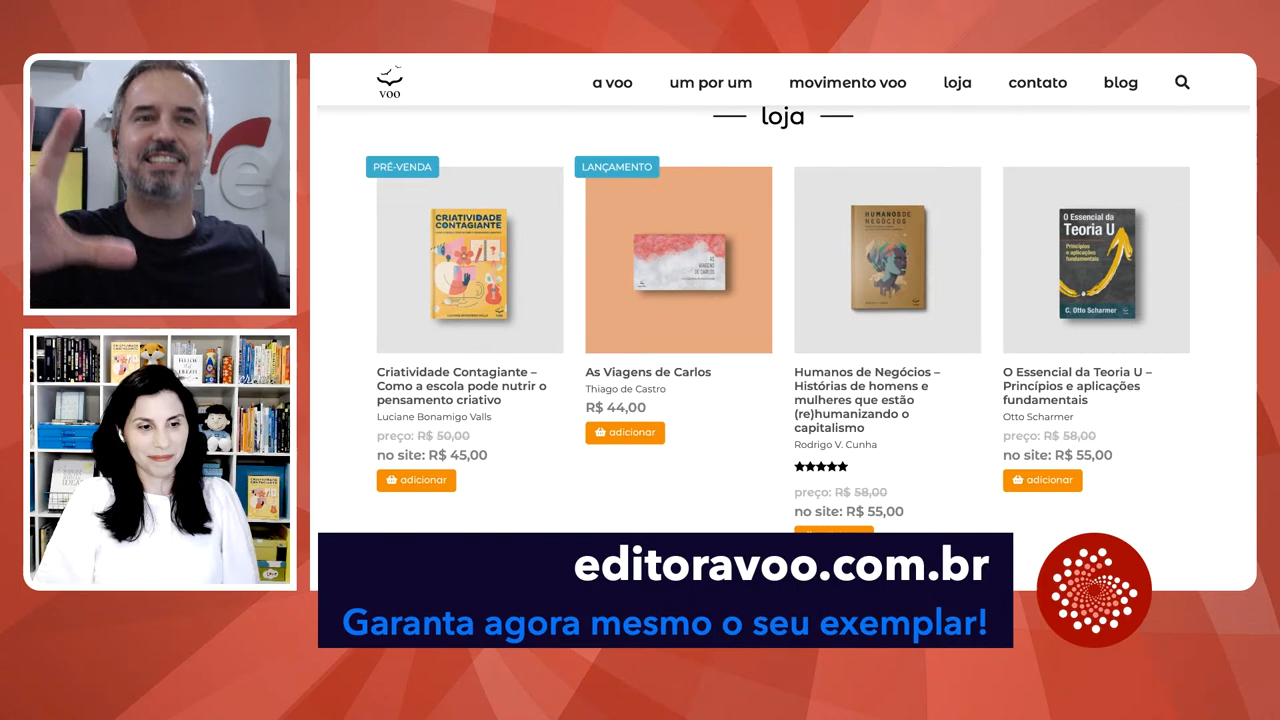 voo
a voo
um por um
movimento voo
loja
contato
blog
loja
PRÉ-VENDA
LANÇAMENTO
CRIATIVIDADE
CONTAGIANTE
AS
VIAGENS
DE CARLOS
HUMANOS DE
NEGÓCIOS
O Essencial da
Teoria U
Princípios
e aplicações
fundamentais
C. Otto Scharmer
Criatividade Contagiante –
Como a escola pode nutrir o
pensamento criativo
Luciane Bonamigo Valls
preço: R$ 50,00
no site: R$ 45,00
adicionar
As Viagens de Carlos
Thiago de Castro
R$ 44,00
adicionar
Humanos de Negócios –
Histórias de homens e
mulheres que estão
(re)humanizando o
capitalismo
Rodrigo V. Cunha
preço: R$ 58,00
no site: R$ 55,00
O Essencial da Teoria U –
Princípios e aplicações
fundamentais
Otto Scharmer
preço: R$ 58,00
no site: R$ 55,00
adicionar
editoravoo.com.br
Garanta agora mesmo o seu exemplar!